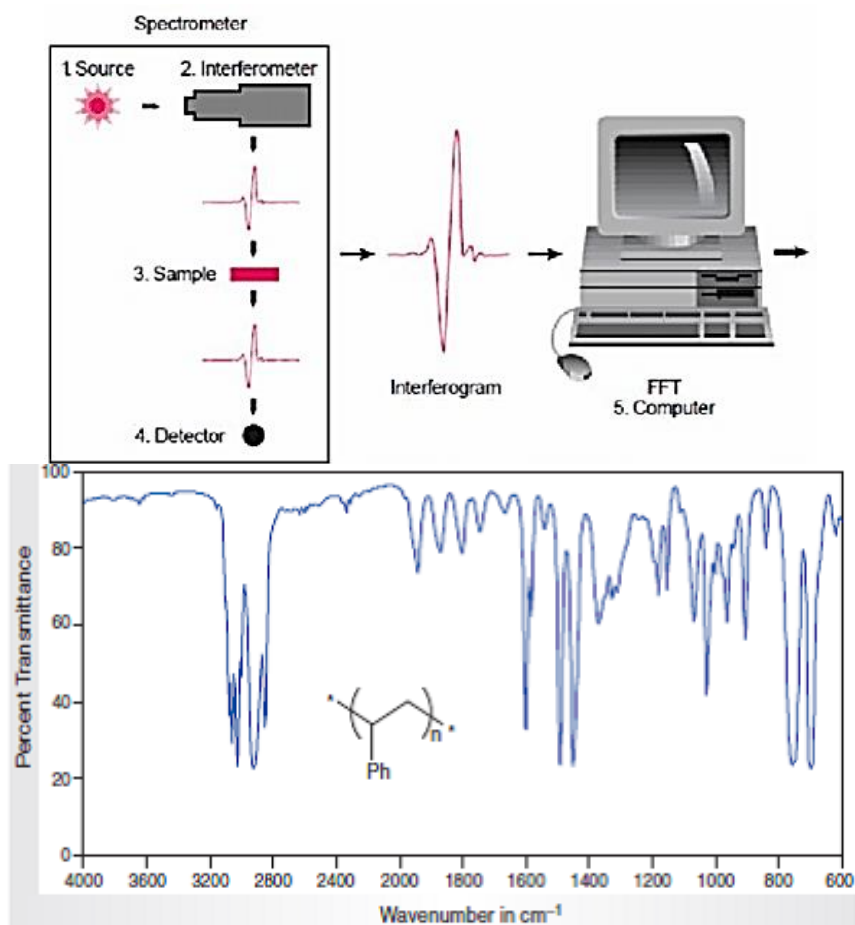 Spectrometer
1. Source
2. Interferometer
3. Sample
4. Detector
Interferogram
FFT
5. Computer
Percent Transmittance
100
80
60
40
20
0
* ( ) n *
Ph
4000 3600 3200 2800 2400 2000 1800 1600 1400 1200 1000 800 600
Wavenumber in cm⁻¹